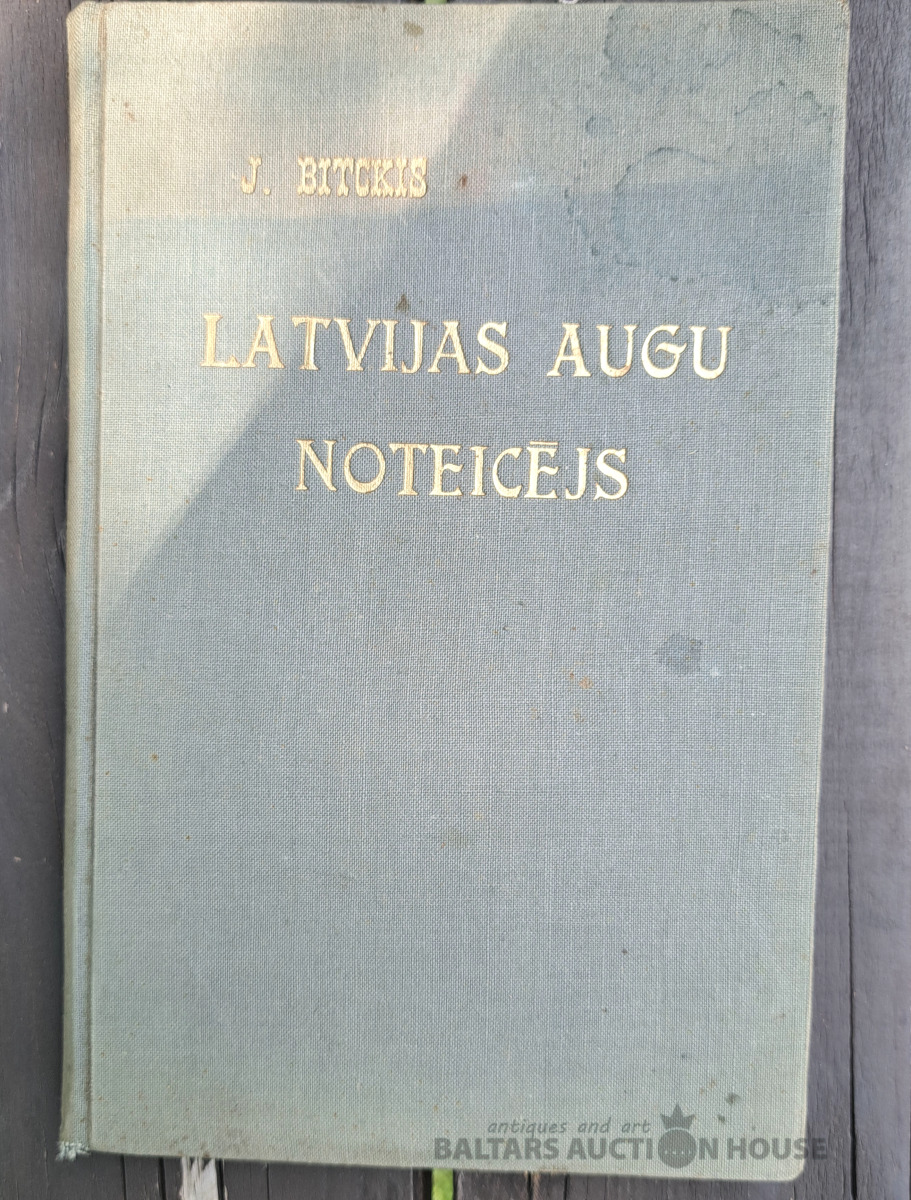 J. BITCKIS
LATVIJAS AUGU
NOTEICĒJS
antiques and art
BALTARS AUCTION HOUSE